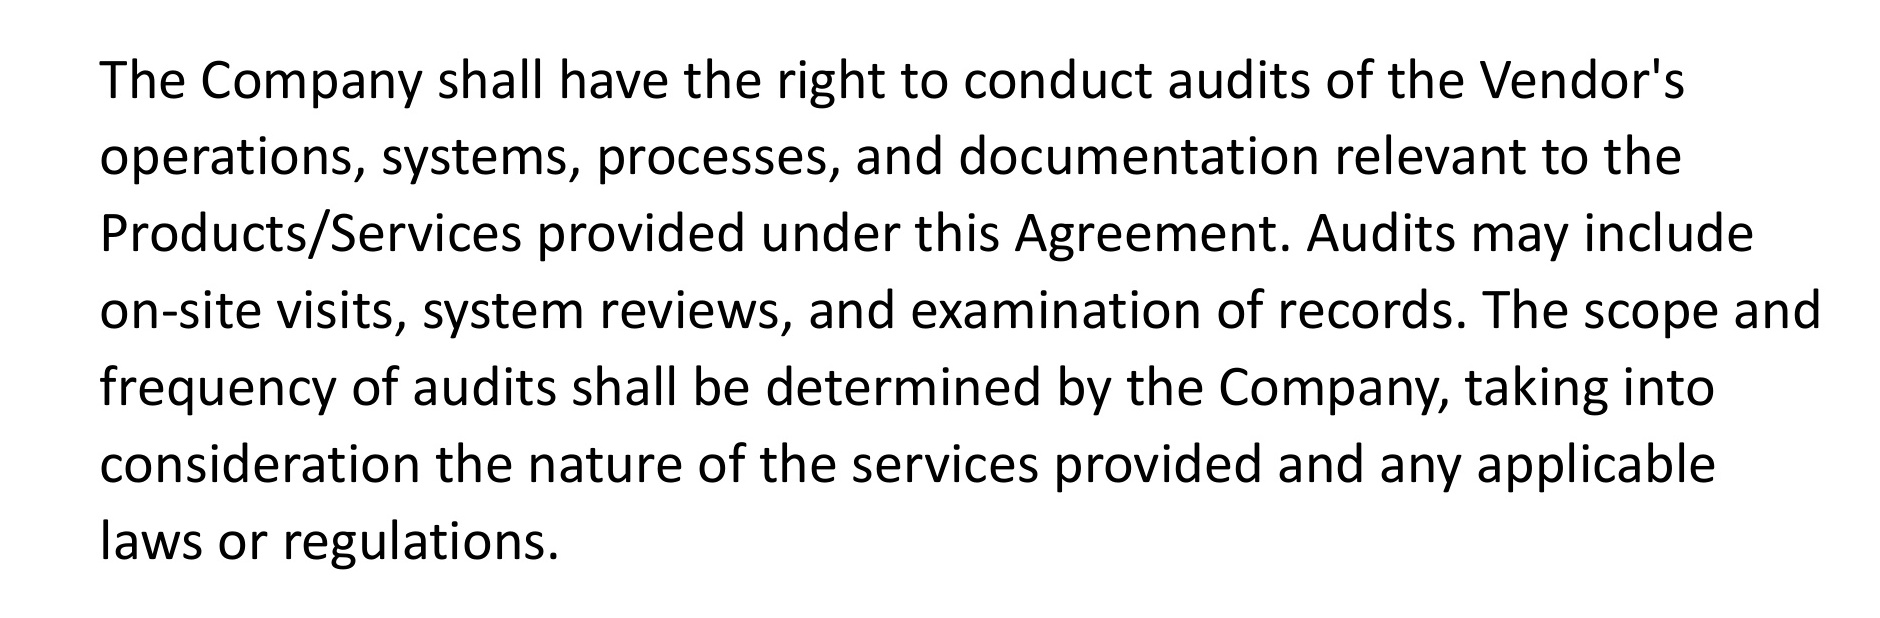 The Company shall have the right to conduct audits of the Vendor's
operations, systems, processes, and documentation relevant to the
Products/Services provided under this Agreement. Audits may include
on-site visits, system reviews, and examination of records. The scope and
frequency of audits shall be determined by the Company, taking into
consideration the nature of the services provided and any applicable
laws or regulations.